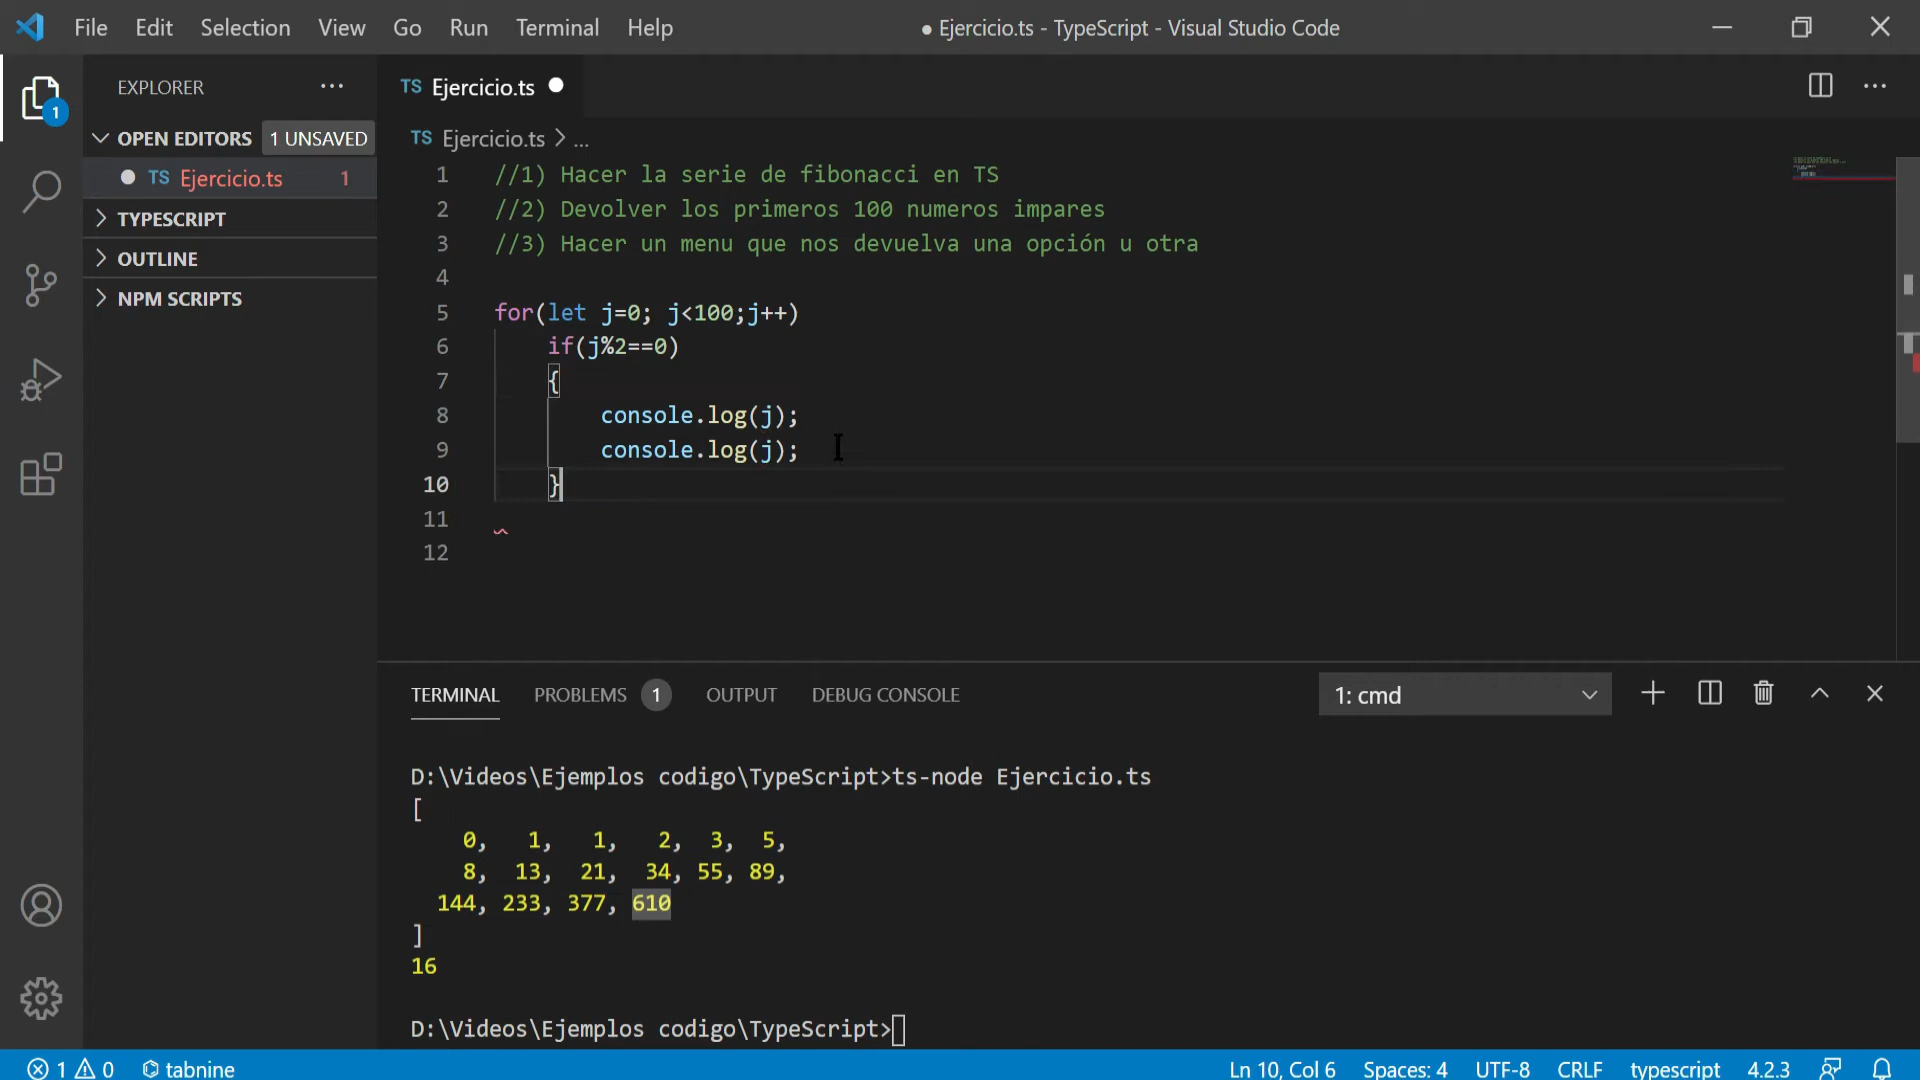 File Edit Selection View Go Run Terminal Help
● Ejercicio.ts - TypeScript - Visual Studio Code
EXPLORER
1
OPEN EDITORS 1 UNSAVED
TS Ejercicio.ts 1
TYPESCRIPT
OUTLINE
NPM SCRIPTS
TS Ejercicio.ts
TS Ejercicio.ts > ...
1 //1) Hacer la serie de fibonacci en TS
2 //2) Devolver los primeros 100 numeros impares
3 //3) Hacer un menu que nos devuelva una opción u otra
4
5 for(let j=0; j<100;j++)
6 if(j%2==0)
7 {
8 console.log(j);
9 console.log(j);
10 }
11
12
TERMINAL PROBLEMS 1 OUTPUT DEBUG CONSOLE
1: cmd
D:\Videos\Ejemplos codigo\TypeScript>ts-node Ejercicio.ts
[
0, 1, 1, 2, 3, 5,
8, 13, 21, 34, 55, 89,
144, 233, 377, 610
]
16
D:\Videos\Ejemplos codigo\TypeScript>
1 0 tabnine
Ln 10, Col 6 Spaces: 4 UTF-8 CRLF typescript 4.2.3